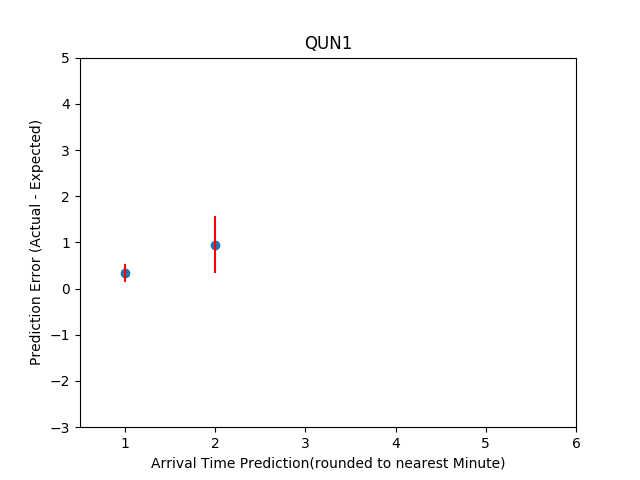 QUN1
5
4
3
2
1
0
−1
−2
−3
Prediction Error (Actual - Expected)
1 2 3 4 5 6
Arrival Time Prediction(rounded to nearest Minute)